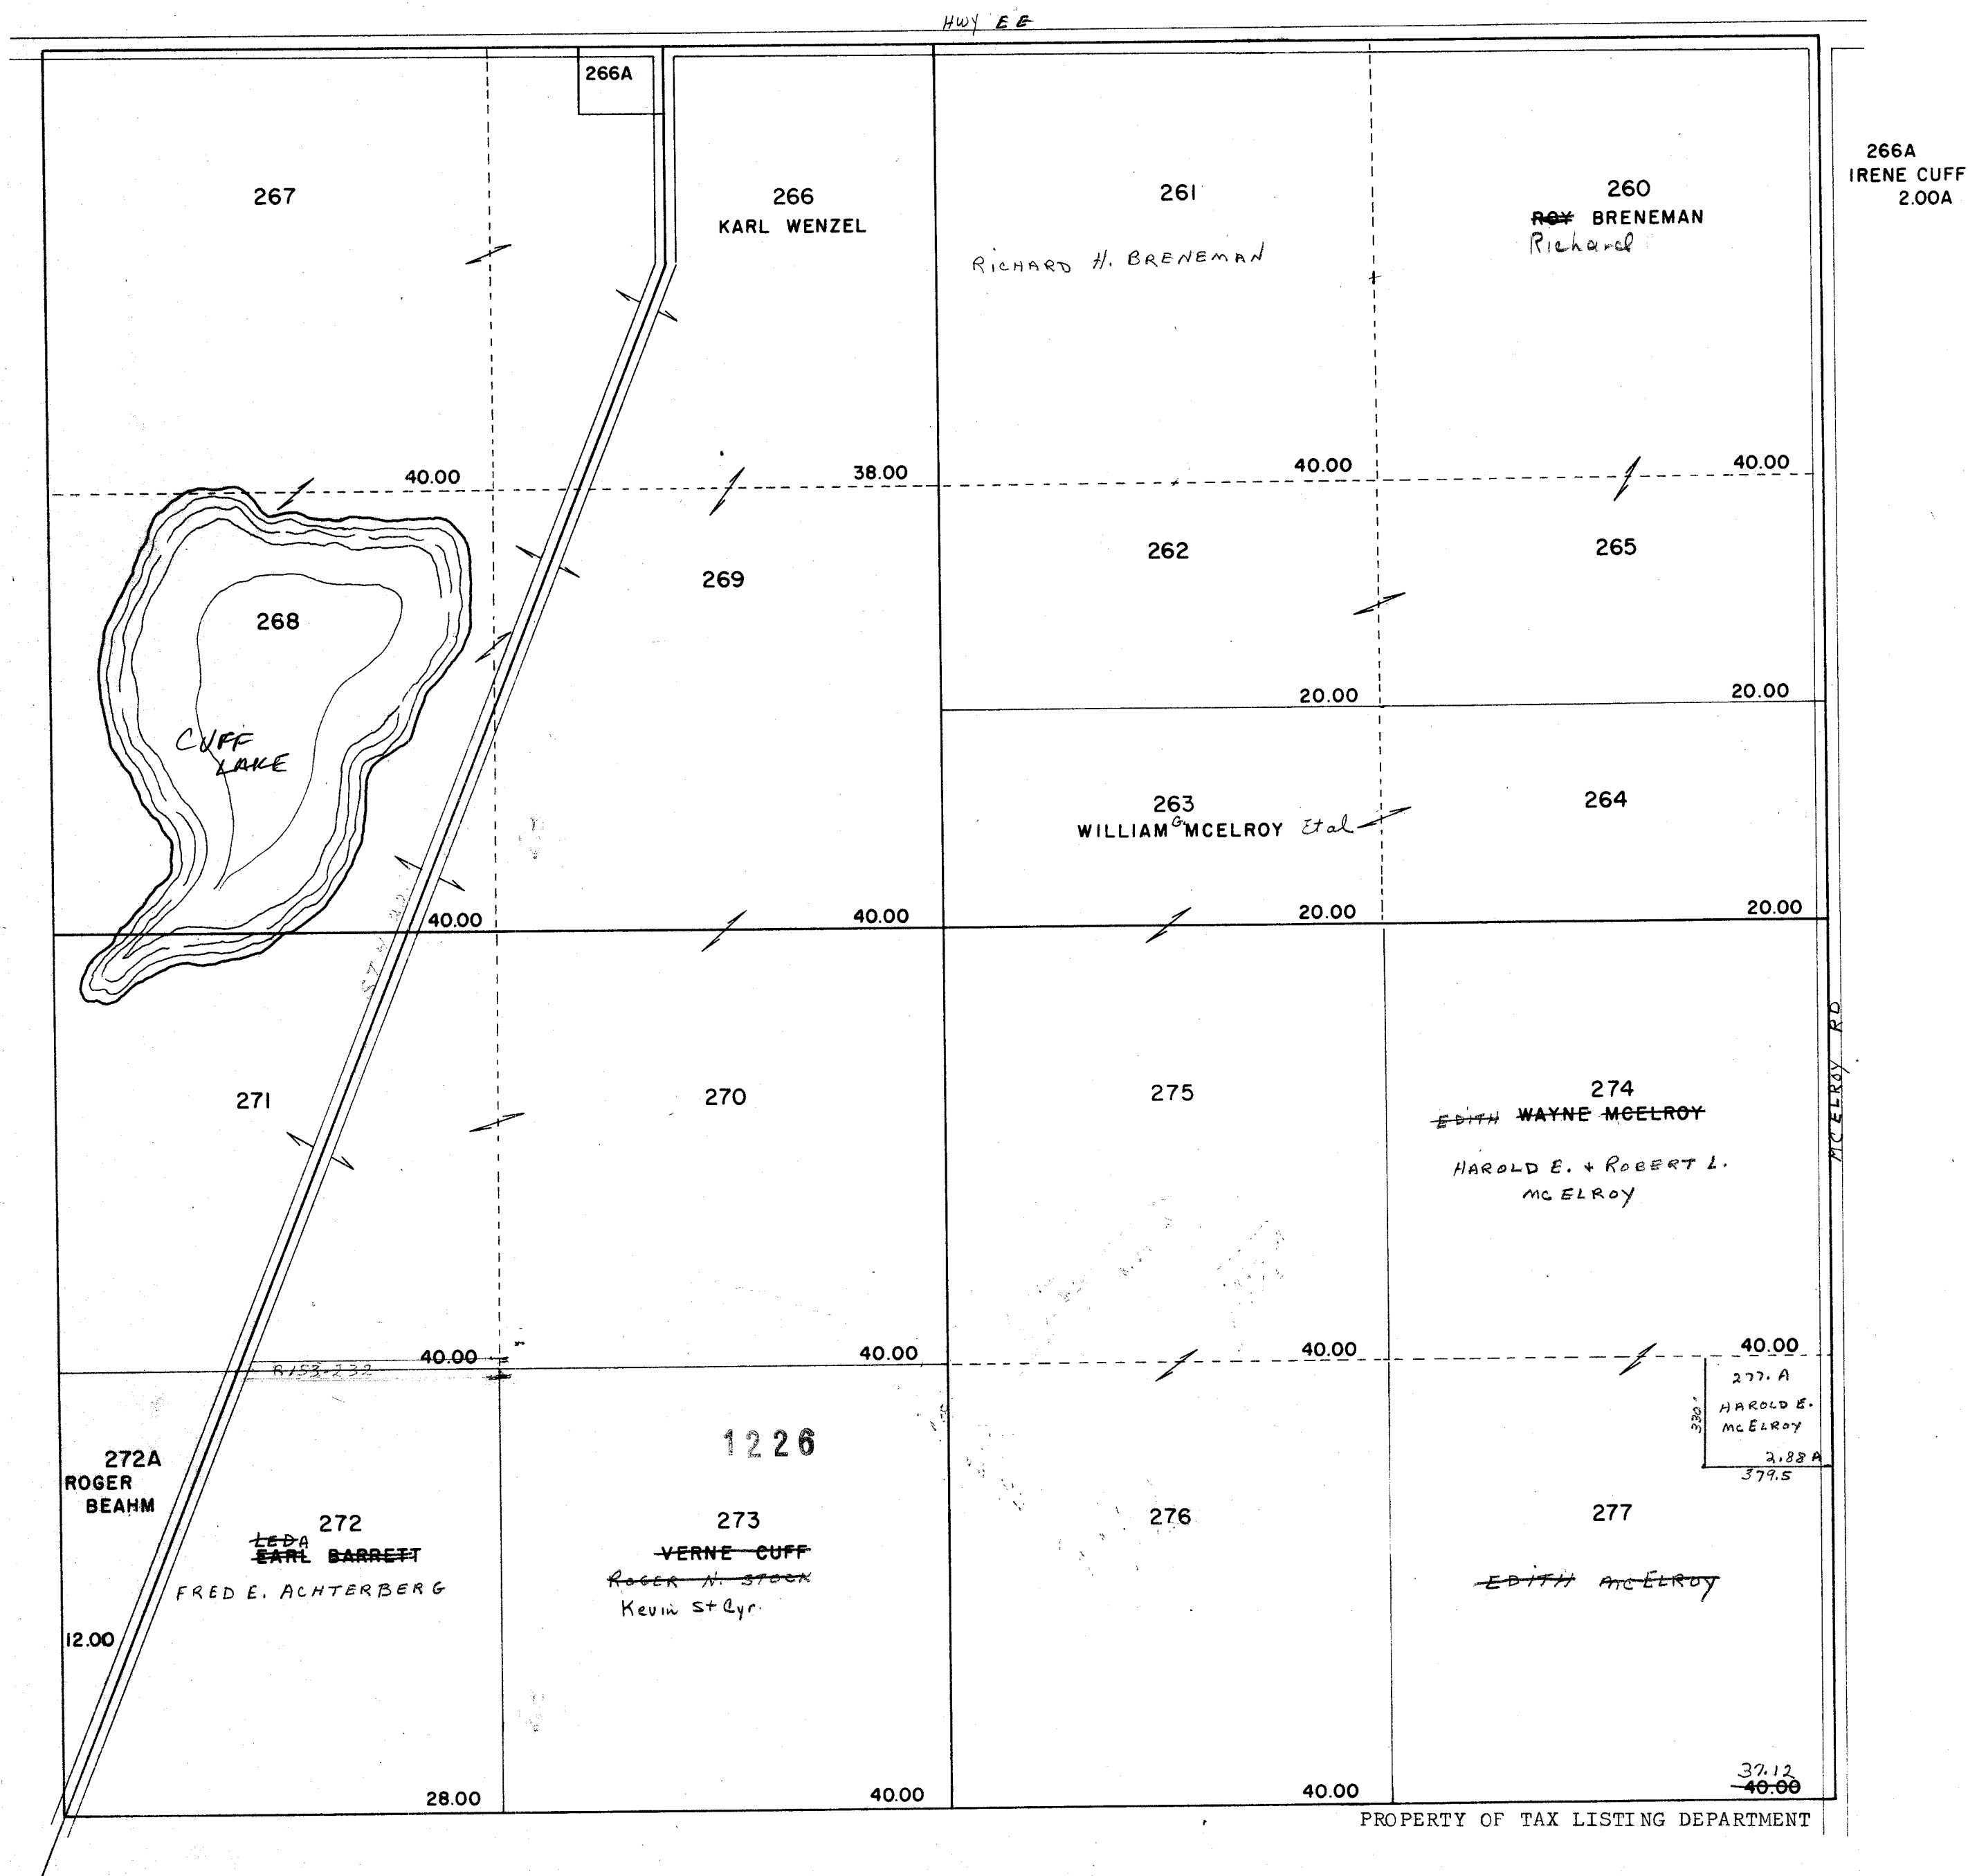 HWY EE
266A
267
266
KARL WENZEL
261
RICHARD H. BRENEMAN
260
ROY BRENEMAN
Richard
266A
IRENE CUFF
2.00A
40.00
38.00
40.00
40.00
268
CUFF
LAKE
269
262
265
20.00
20.00
263
WILLIAM G. MCELROY Etal
264
40.00
40.00
20.00
20.00
271
270
275
274
EDITH WAYNE MCELROY
HAROLD E. + ROBERT L.
MC ELROY
MC ELROY RD
40.00
R153-232
40.00
40.00
40.00
277. A
HAROLD E.
MCELROY
330'
2.88 A
379.5
272A
ROGER
BEAHM
12.00
272
LEDA
EARL BARRETT
FRED E. ACHTERBERG
28.00
1226
273
VERNE CUFF
ROGER N. STOCK
Kevin St Cyr.
40.00
276
40.00
277
EDITH MCELROY
37.12
40.00
PROPERTY OF TAX LISTING DEPARTMENT